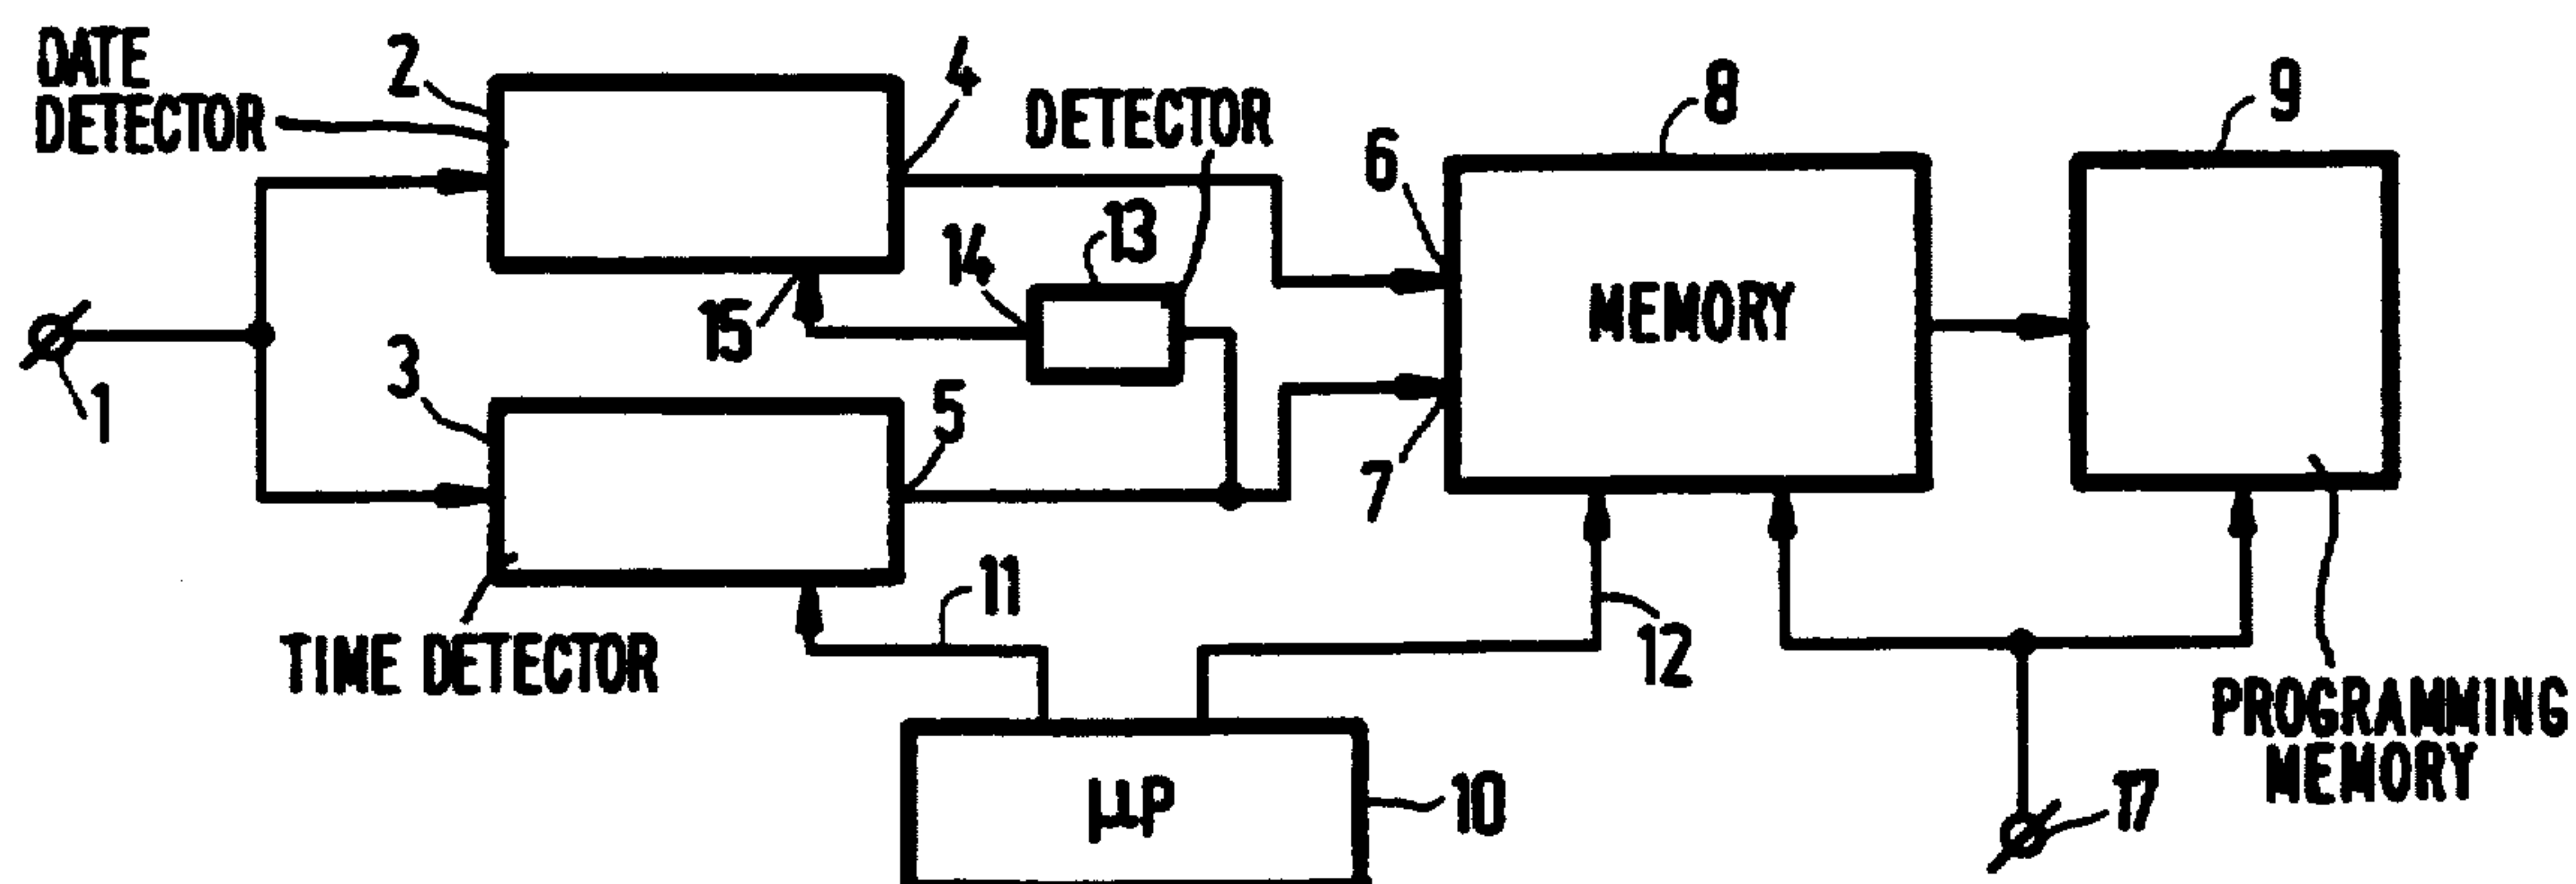 DATE
DETECTOR
2
4
DETECTOR
8
9
6
13
14
15
MEMORY
1
3
5
7
11
12
TIME DETECTOR
PROGRAMMING
MEMORY
µP
10
17